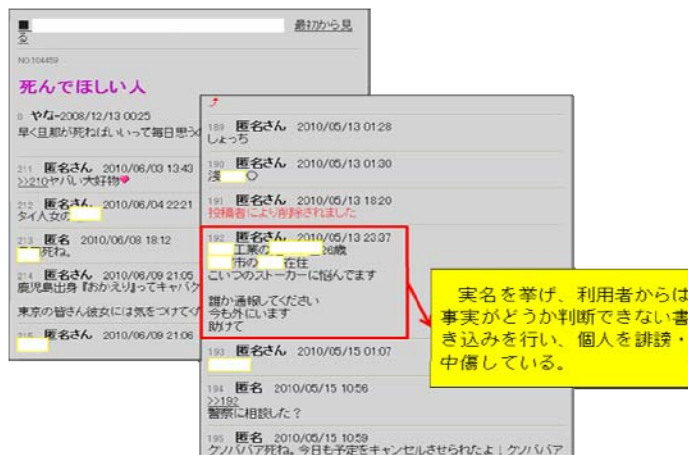 ■ 最初から見
る
NO.104459
死んでほしい人
0 やな-2008/12/13 00:25
早く旦那が死ねばいいって毎日思う
211 匿名さん 2010/06/03 13:43
>>210ヤバい大好物
212 匿名さん 2010/06/04 22:21
タイ人女の
213 匿名 2010/06/08 18:12
死ね。
214 匿名さん 2010/06/09 21:05
鹿児島出身『おかえり』ってキャバク
東京の皆さん彼女には気をつけてく
215 匿名さん 2010/06/09 21:06
189 匿名さん 2010/05/13 01:28
しょっち
190 匿名さん 2010/05/13 01:30
淺 〇
191 匿名さん 2010/05/13 18:20
投稿者により削除されました
192 匿名さん 2010/05/13 23:37
工業の 26歳
市の 在住
こいつのストーカーに悩んでます
誰か通報してください
今も外にいます
助けて
193 匿名さん 2010/05/15 01:07
194 匿名 2010/05/15 10:56
>>192
警察に相談した？
195 匿名 2010/05/15 10:59
クソババア死ね。今日も予定をキャンセルさせられたよ！クソババア
実名を挙げ、利用者からは
事実がどうか判断できない書
き込みを行い、個人を誹謗・
中傷している。